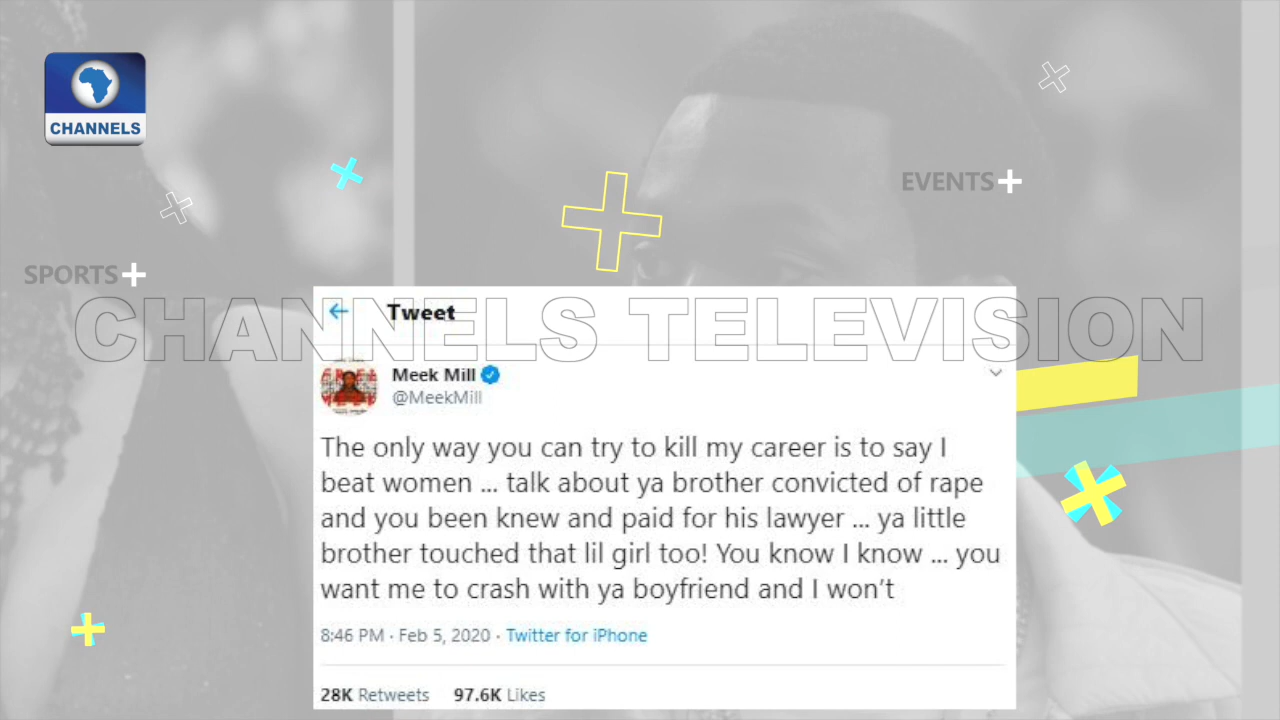 CHANNELS
EVENTS+
SPORTS+
CHANNELS TELEVISION
Tweet
Meek Mill
@MeekMill
The only way you can try to kill my career is to say I
beat women ... talk about ya brother convicted of rape
and you been knew and paid for his lawyer ... ya little
brother touched that lil girl too! You know I know ... you
want me to crash with ya boyfriend and I won't
8:46 PM · Feb 5, 2020 · Twitter for iPhone
28K Retweets 97.6K Likes